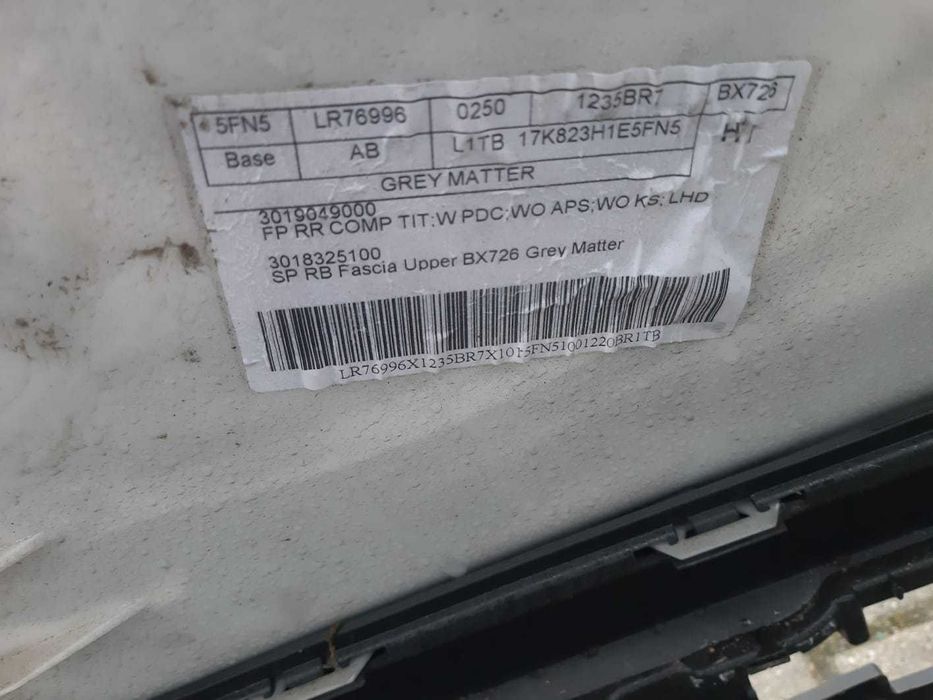 5FN5 LR76996 0250 1235BR7 BX726
Base AB L1TB 17K823H1E5FN5
GREY MATTER
3019049000
FP RR COMP TIT;W PDC;WO APS;WO KS; LHD
3018325100
SP RB Fascia Upper BX726 Grey Matter
LR76996X1235BR7X1015FN51001220BR1TB